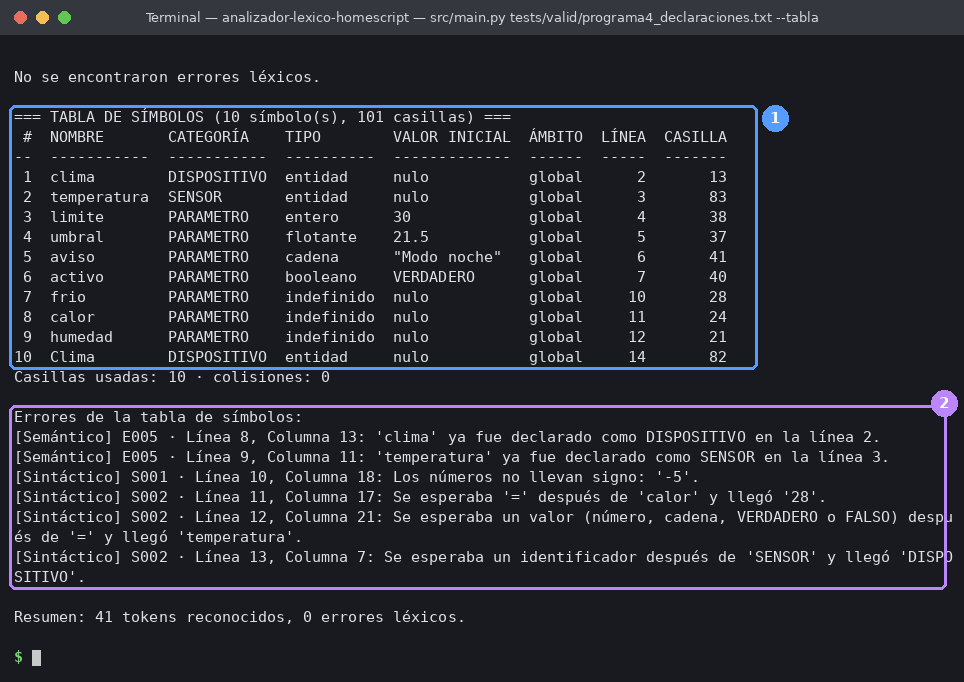 Terminal — analizador-lexico-homescript — src/main.py tests/valid/programa4_declaraciones.txt --tabla
No se encontraron errores léxicos.
=== TABLA DE SÍMBOLOS (10 símbolo(s), 101 casillas) ===
1
 #  NOMBRE       CATEGORÍA    TIPO        VALOR INICIAL  ÁMBITO  LÍNEA  CASILLA
--  -----------  -----------  ----------  -------------  ------  -----  -------
 1  clima        DISPOSITIVO  entidad     nulo           global      2       13
 2  temperatura  SENSOR       entidad     nulo           global      3       83
 3  limite       PARAMETRO    entero      30             global      4       38
 4  umbral       PARAMETRO    flotante    21.5           global      5       37
 5  aviso        PARAMETRO    cadena      "Modo noche"   global      6       41
 6  activo       PARAMETRO    booleano    VERDADERO      global      7       40
 7  frio         PARAMETRO    indefinido  nulo           global     10       28
 8  calor        PARAMETRO    indefinido  nulo           global     11       24
 9  humedad      PARAMETRO    indefinido  nulo           global     12       21
10  Clima        DISPOSITIVO  entidad     nulo           global     14       82
Casillas usadas: 10 · colisiones: 0
2
Errores de la tabla de símbolos:
[Semántico] E005 · Línea 8, Columna 13: 'clima' ya fue declarado como DISPOSITIVO en la línea 2.
[Semántico] E005 · Línea 9, Columna 11: 'temperatura' ya fue declarado como SENSOR en la línea 3.
[Sintáctico] S001 · Línea 10, Columna 18: Los números no llevan signo: '-5'.
[Sintáctico] S002 · Línea 11, Columna 17: Se esperaba '=' después de 'calor' y llegó '28'.
[Sintáctico] S002 · Línea 12, Columna 21: Se esperaba un valor (número, cadena, VERDADERO o FALSO) despu
és de '=' y llegó 'temperatura'.
[Sintáctico] S002 · Línea 13, Columna 7: Se esperaba un identificador después de 'SENSOR' y llegó 'DISPO
SITIVO'.
Resumen: 41 tokens reconocidos, 0 errores léxicos.
$